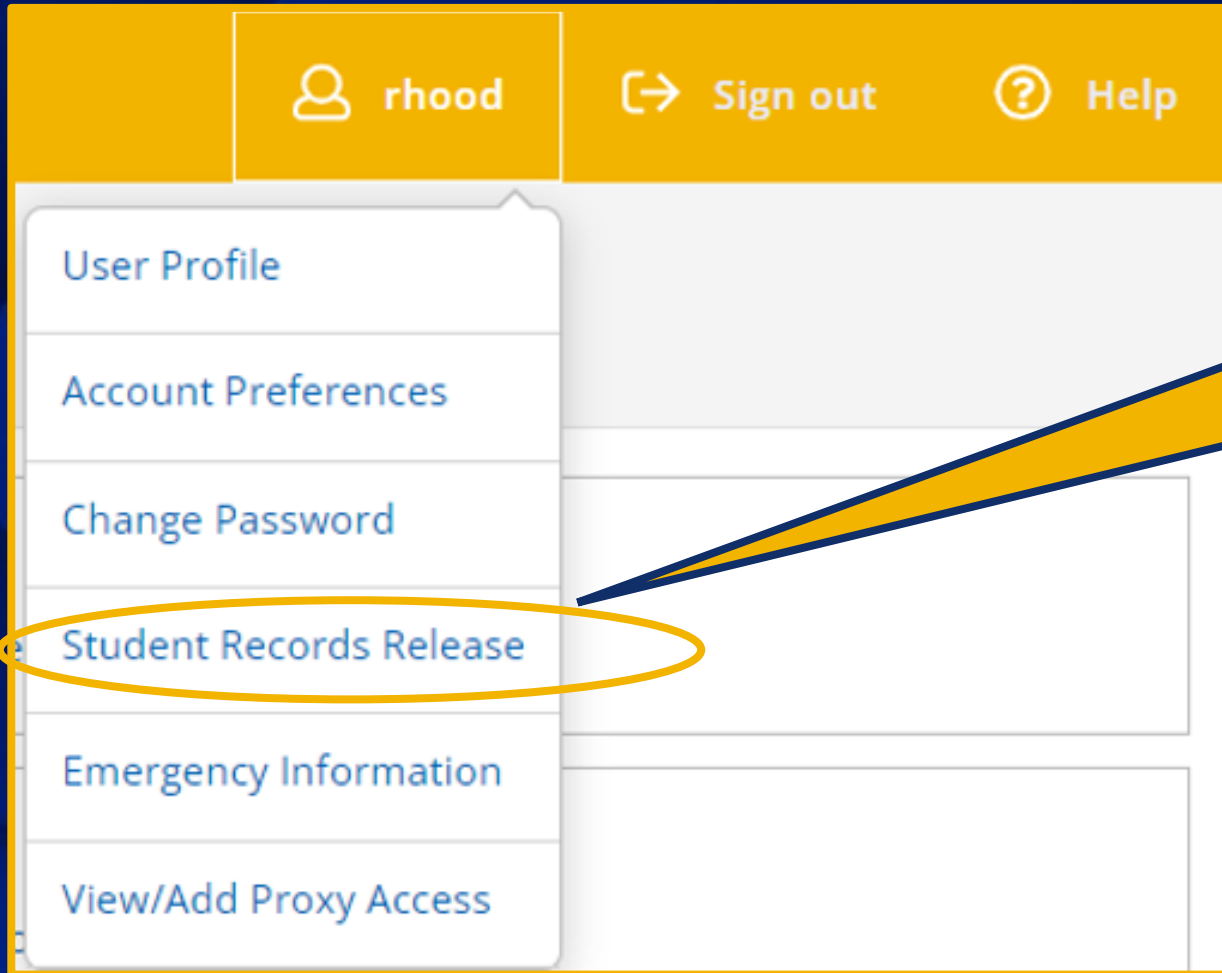 rhood
Sign out
Help
User Profile
Account Preferences
Change Password
Student Records Release
Emergency Information
View/Add Proxy Access